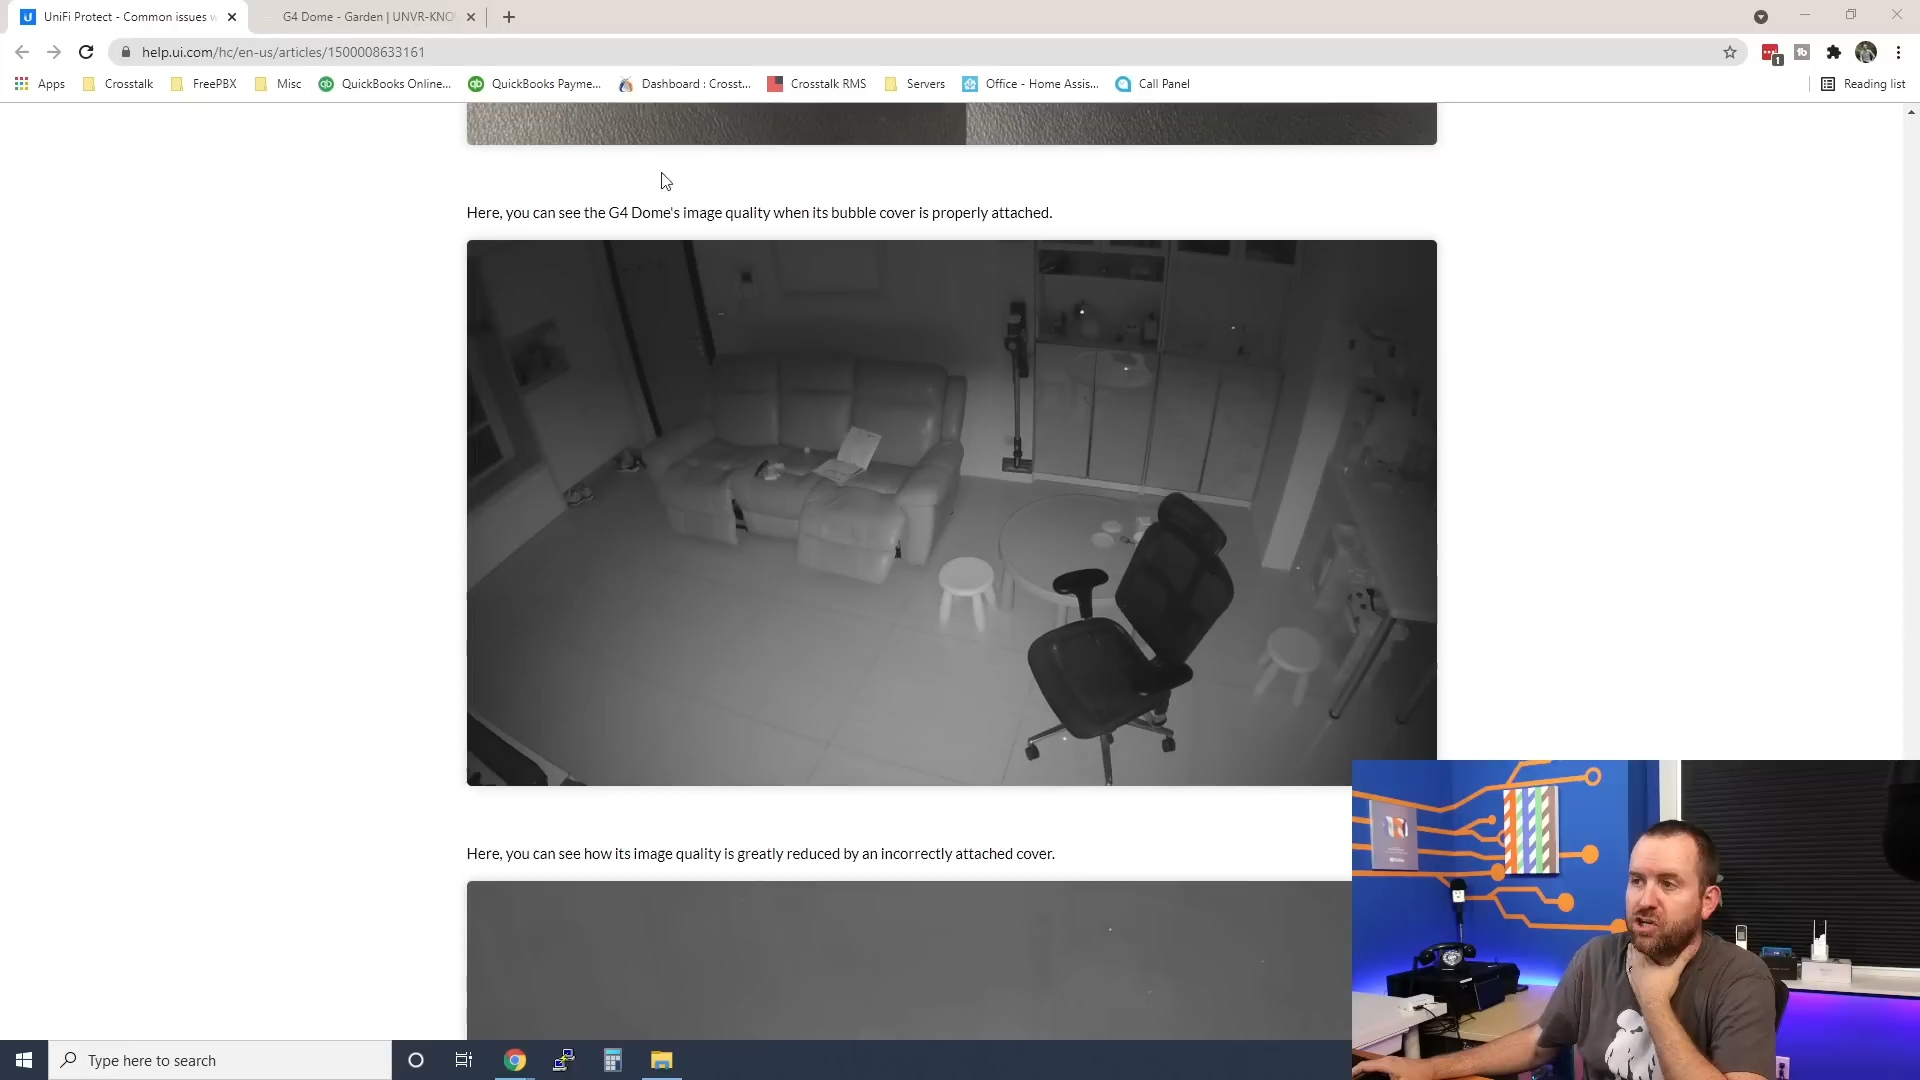 UniFi Protect - Common issues w
G4 Dome - Garden | UNVR-KNO
help.ui.com/hc/en-us/articles/1500008633161
1
Apps
Crosstalk
FreePBX
Misc
QuickBooks Online...
QuickBooks Payme...
Dashboard : Crosst...
Crosstalk RMS
Servers
Office - Home Assis...
Call Panel
Reading list
Here, you can see the G4 Dome's image quality when its bubble cover is properly attached.
Here, you can see how its image quality is greatly reduced by an incorrectly attached cover.
Type here to search